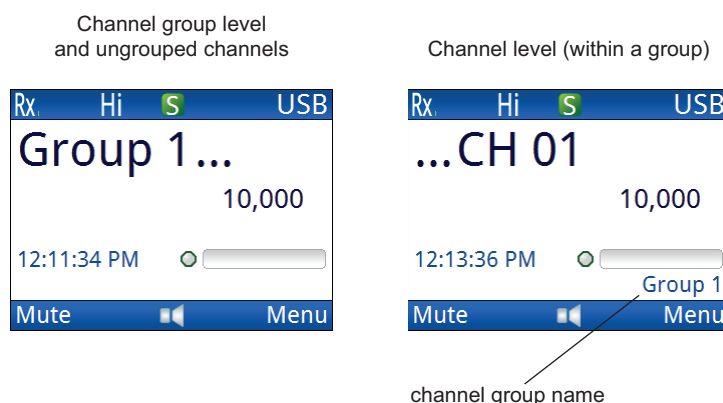 Channel group level
and ungrouped channels
Rx Hi S USB
Group 1...
10,000
12:11:34 PM
Mute Menu
Channel level (within a group)
Rx Hi S USB
...CH 01
10,000
12:13:36 PM
Group 1
Mute Menu
channel group name